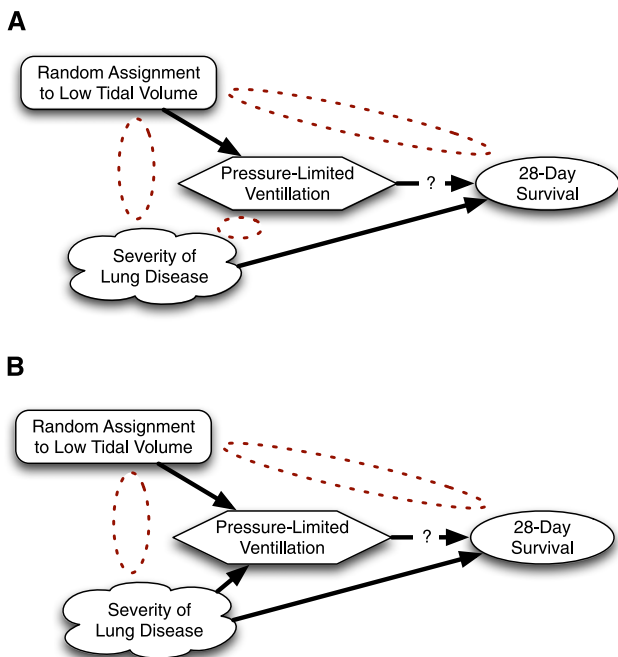 A
Random Assignment
to Low Tidal Volume
Pressure-Limited
Ventillation
?
28-Day
Survival
Severity of
Lung Disease
B
Random Assignment
to Low Tidal Volume
Pressure-Limited
Ventillation
?
28-Day
Survival
Severity of
Lung Disease